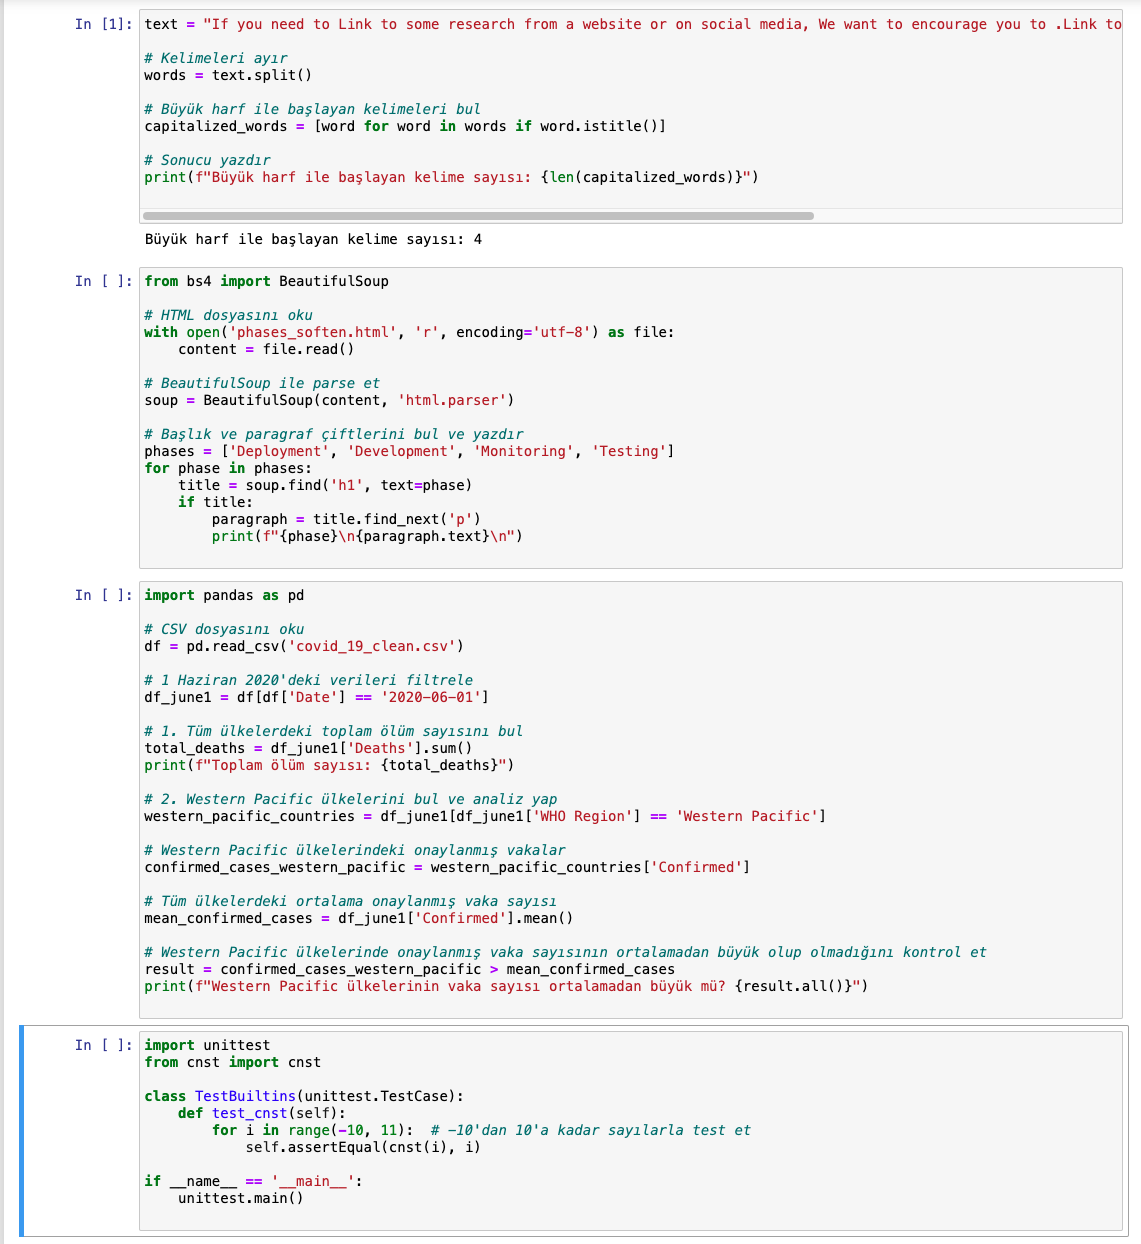 In [1]: text = "If you need to Link to some research from a website or on social media, We want to encourage you to .Link to
# Kelimeleri ayır
words = text.split()
# Büyük harf ile başlayan kelimeleri bul
capitalized_words = [word for word in words if word.istitle()]
# Sonucu yazdır
print(f"Büyük harf ile başlayan kelime sayısı: {len(capitalized_words)}")
Büyük harf ile başlayan kelime sayısı: 4
In [ ]: from bs4 import BeautifulSoup
# HTML dosyasını oku
with open('phases_soften.html', 'r', encoding='utf-8') as file:
    content = file.read()
# BeautifulSoup ile parse et
soup = BeautifulSoup(content, 'html.parser')
# Başlık ve paragraf çiftlerini bul ve yazdır
phases = ['Deployment', 'Development', 'Monitoring', 'Testing']
for phase in phases:
    title = soup.find('h1', text=phase)
    if title:
        paragraph = title.find_next('p')
        print(f"{phase}\n{paragraph.text}\n")
In [ ]: import pandas as pd
# CSV dosyasını oku
df = pd.read_csv('covid_19_clean.csv')
# 1 Haziran 2020'deki verileri filtrele
df_june1 = df[df['Date'] == '2020-06-01']
# 1. Tüm ülkelerdeki toplam ölüm sayısını bul
total_deaths = df_june1['Deaths'].sum()
print(f"Toplam ölüm sayısı: {total_deaths}")
# 2. Western Pacific ülkelerini bul ve analiz yap
western_pacific_countries = df_june1[df_june1['WHO Region'] == 'Western Pacific']
# Western Pacific ülkelerindeki onaylanmış vakalar
confirmed_cases_western_pacific = western_pacific_countries['Confirmed']
# Tüm ülkelerdeki ortalama onaylanmış vaka sayısı
mean_confirmed_cases = df_june1['Confirmed'].mean()
# Western Pacific ülkelerinde onaylanmış vaka sayısının ortalamadan büyük olup olmadığını kontrol et
result = confirmed_cases_western_pacific > mean_confirmed_cases
print(f"Western Pacific ülkelerinin vaka sayısı ortalamadan büyük mü? {result.all()}")
In [ ]: import unittest
from cnst import cnst
class TestBuiltins(unittest.TestCase):
    def test_cnst(self):
        for i in range(-10, 11):  # -10'dan 10'a kadar sayılarla test et
            self.assertEqual(cnst(i), i)
if __name__ == '__main__':
    unittest.main()